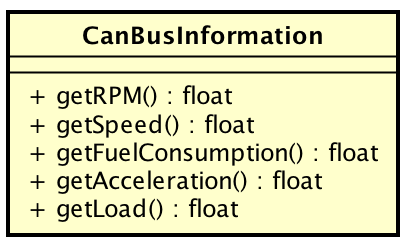 CanBusInformation
+ getRPM() : float
+ getSpeed() : float
+ getFuelConsumption() : float
+ getAcceleration() : float
+ getLoad() : float